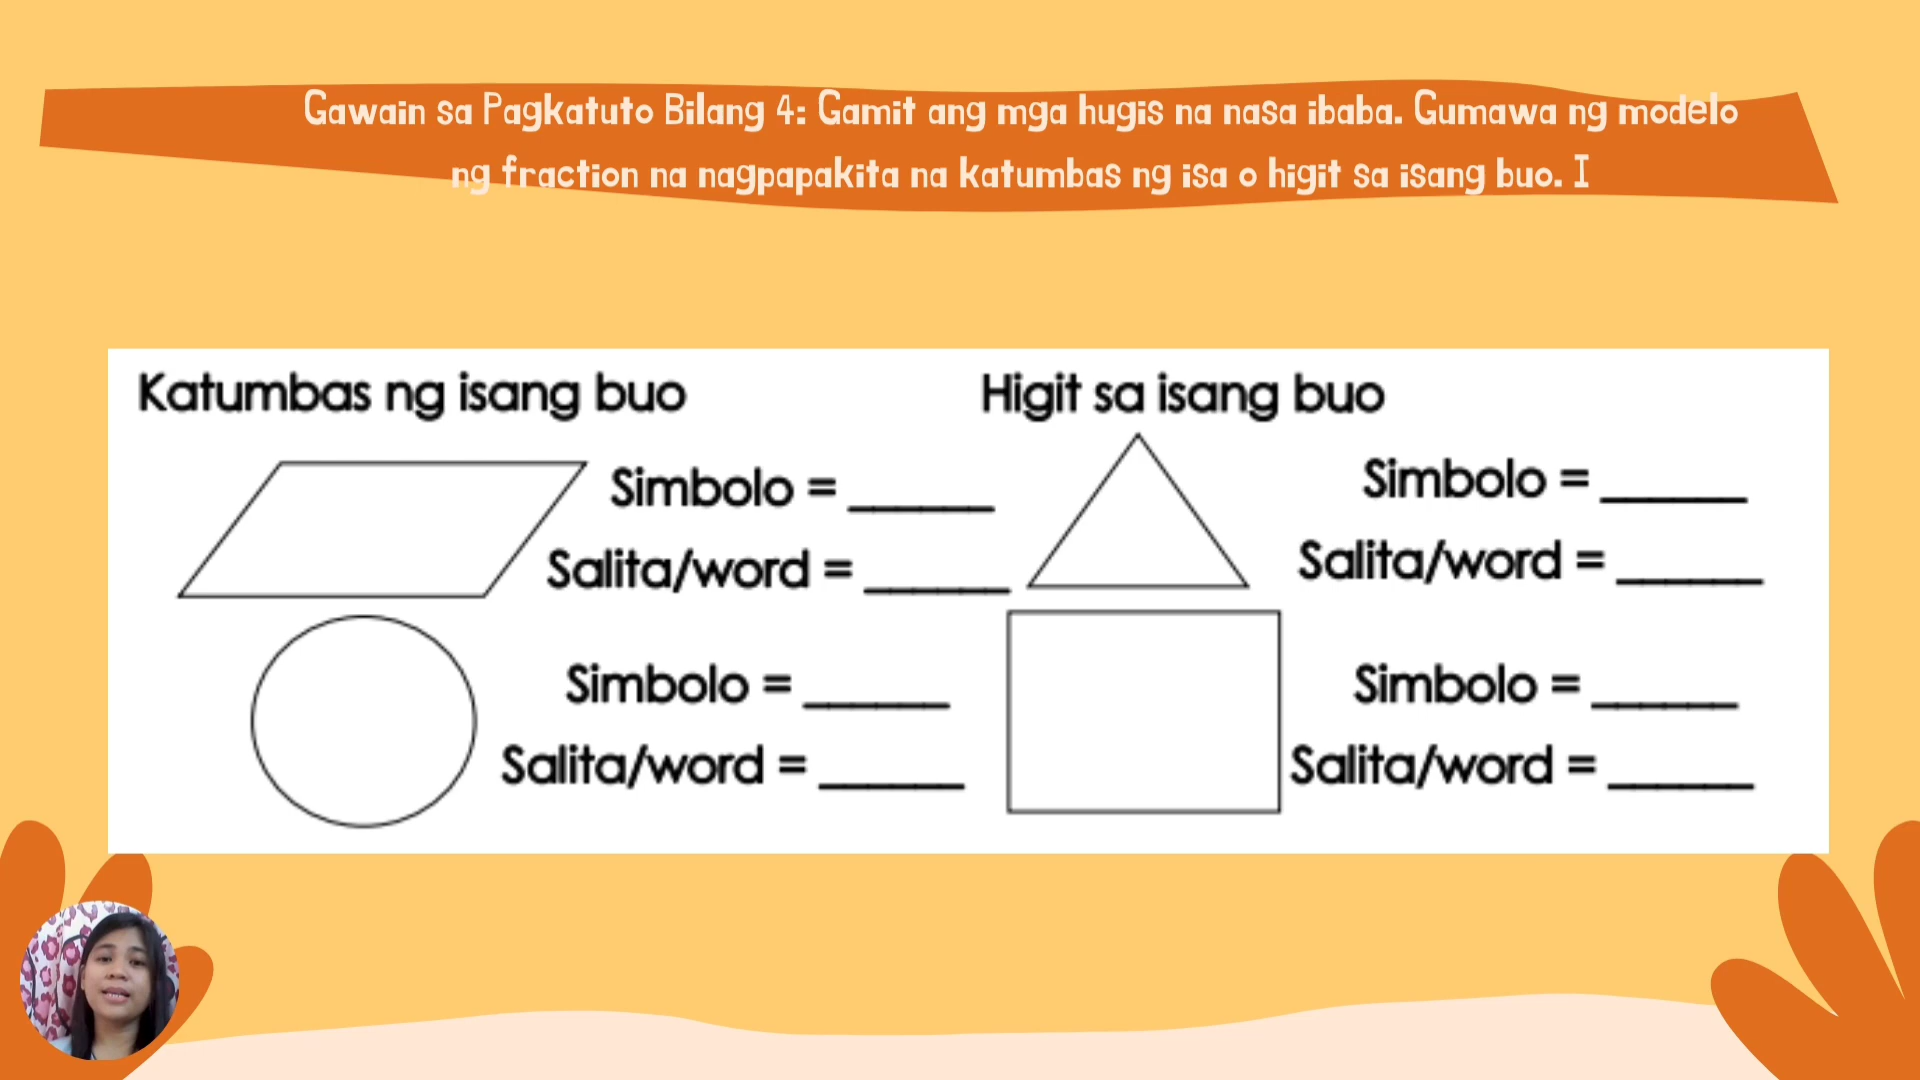 Gawain sa Pagkatuto Bilang 4: Gamit ang mga hugis na nasa ibaba. Gumawa ng modelo
ng fraction na nagpapakita na katumbas ng isa o higit sa isang buo. I
Katumbas ng isang buo
Simbolo = ______
Salita/word = ______
Simbolo = ______
Salita/word = ______
Higit sa isang buo
Simbolo = ______
Salita/word = ______
Simbolo = ______
Salita/word = ______